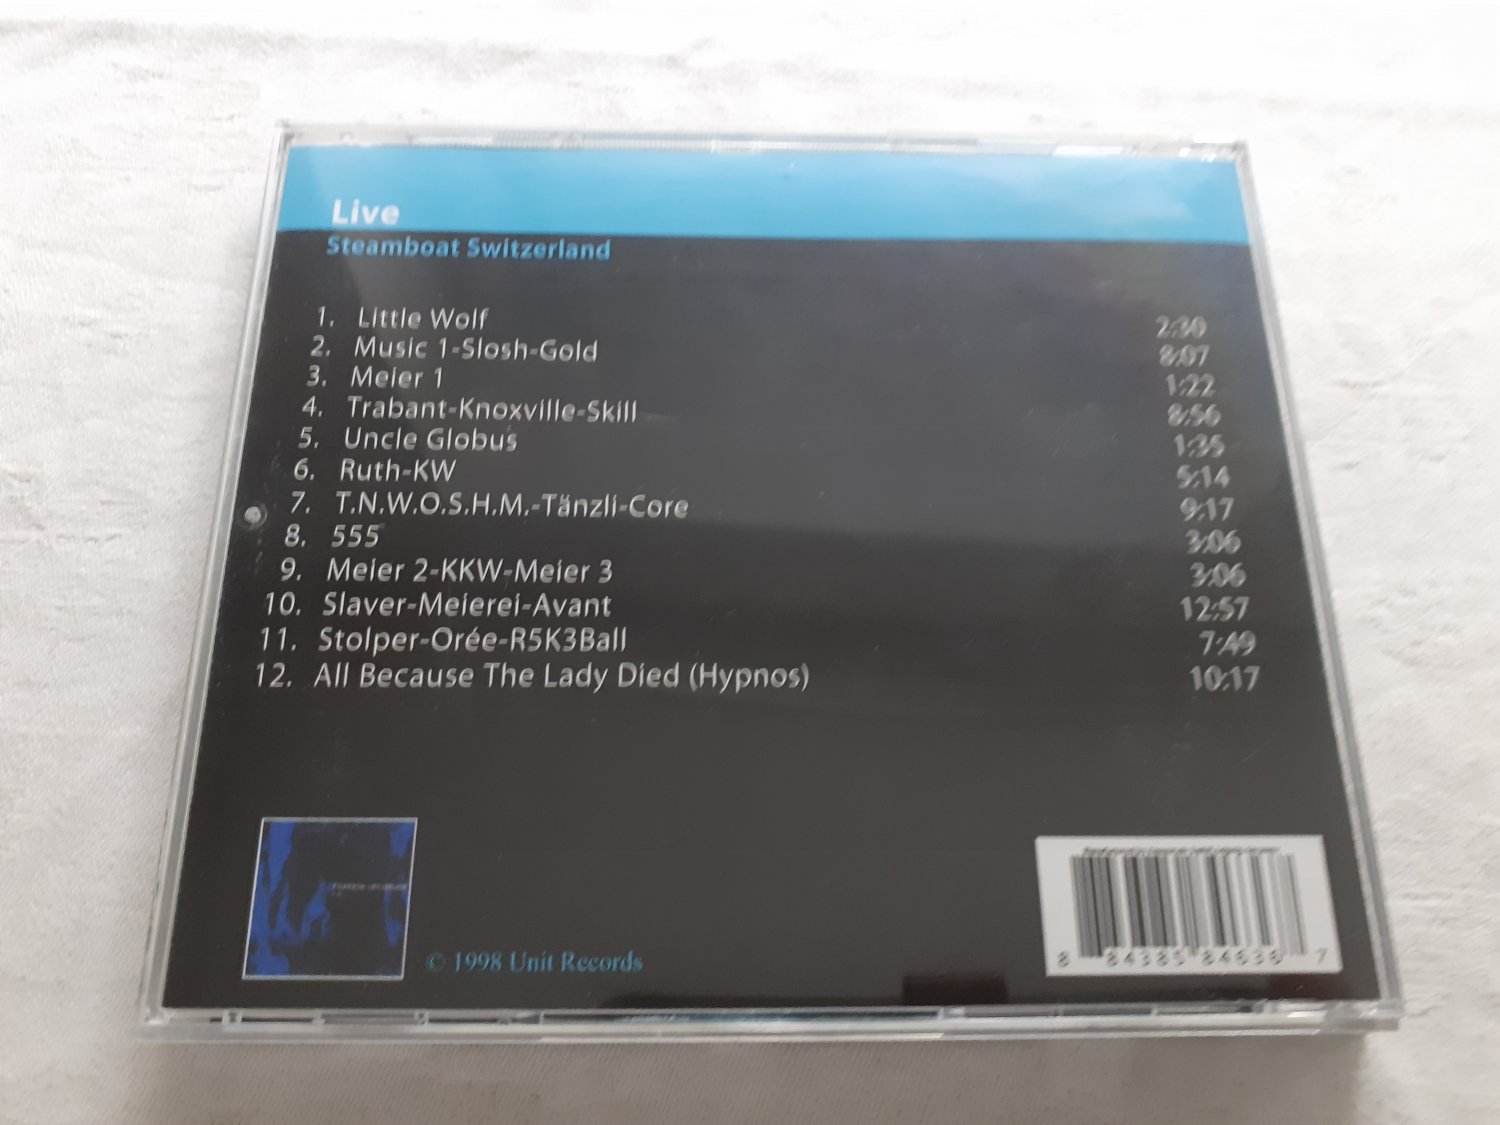 Live
Steamboat Switzerland
1. Little Wolf 2:30
2. Music 1-Slosh-Gold 8:07
3. Meier 1 1:22
4. Trabant-Knoxville-Skill 8:56
5. Uncle Globus 1:35
6. Ruth-KW 5:14
7. T.N.W.O.S.H.M.-Tänzli-Core 9:17
8. 555 3:06
9. Meier 2-KKW-Meier 3 3:06
10. Slaver-Meierei-Avant 12:57
11. Stolper-Orée-R5K3Ball 7:49
12. All Because The Lady Died (Hypnos) 10:17
© 1998 Unit Records
8 84385 84636 7